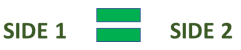 SIDE 1 = SIDE 2